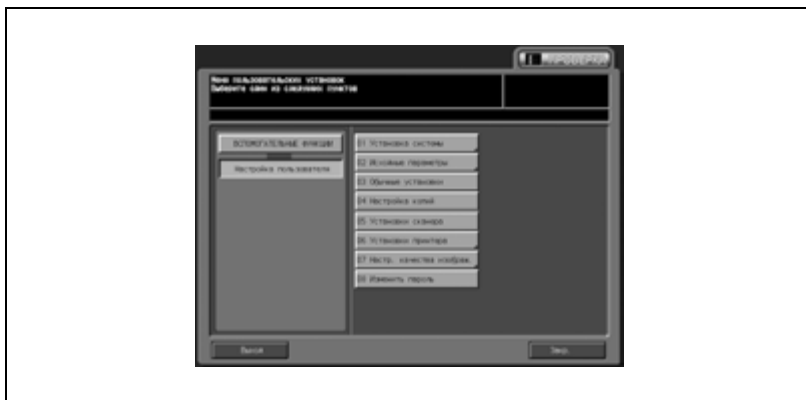 ПРОВЕРКА
Меню пользовательских установок
Выберите один из следующих пунктов
ВСПОМОГАТЕЛЬНЫЕ ФУНКЦИИ
Настройка пользователя
01 Установка системы
02 Исходные параметры
03 Обычные установки
04 Настройка копий
05 Установки сканера
06 Установки принтера
07 Настр. качества изображ.
08 Изменить пароль
Выход
Закр.